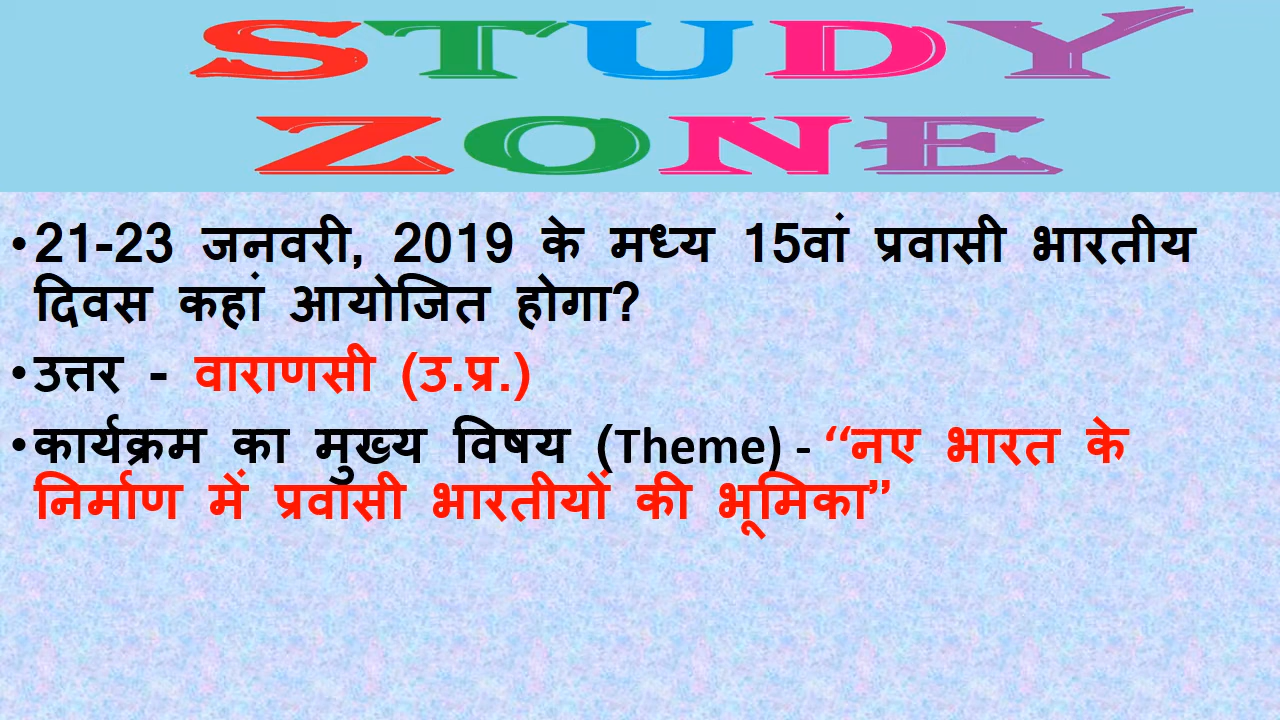 STUDY
ZONE
•21-23 जनवरी, 2019 के मध्य 15वां प्रवासी भारतीय
दिवस कहां आयोजित होगा?
•उत्तर - वाराणसी (उ.प्र.)
•कार्यक्रम का मुख्य विषय (Theme) - “नए भारत के
निर्माण में प्रवासी भारतीयों की भूमिका”